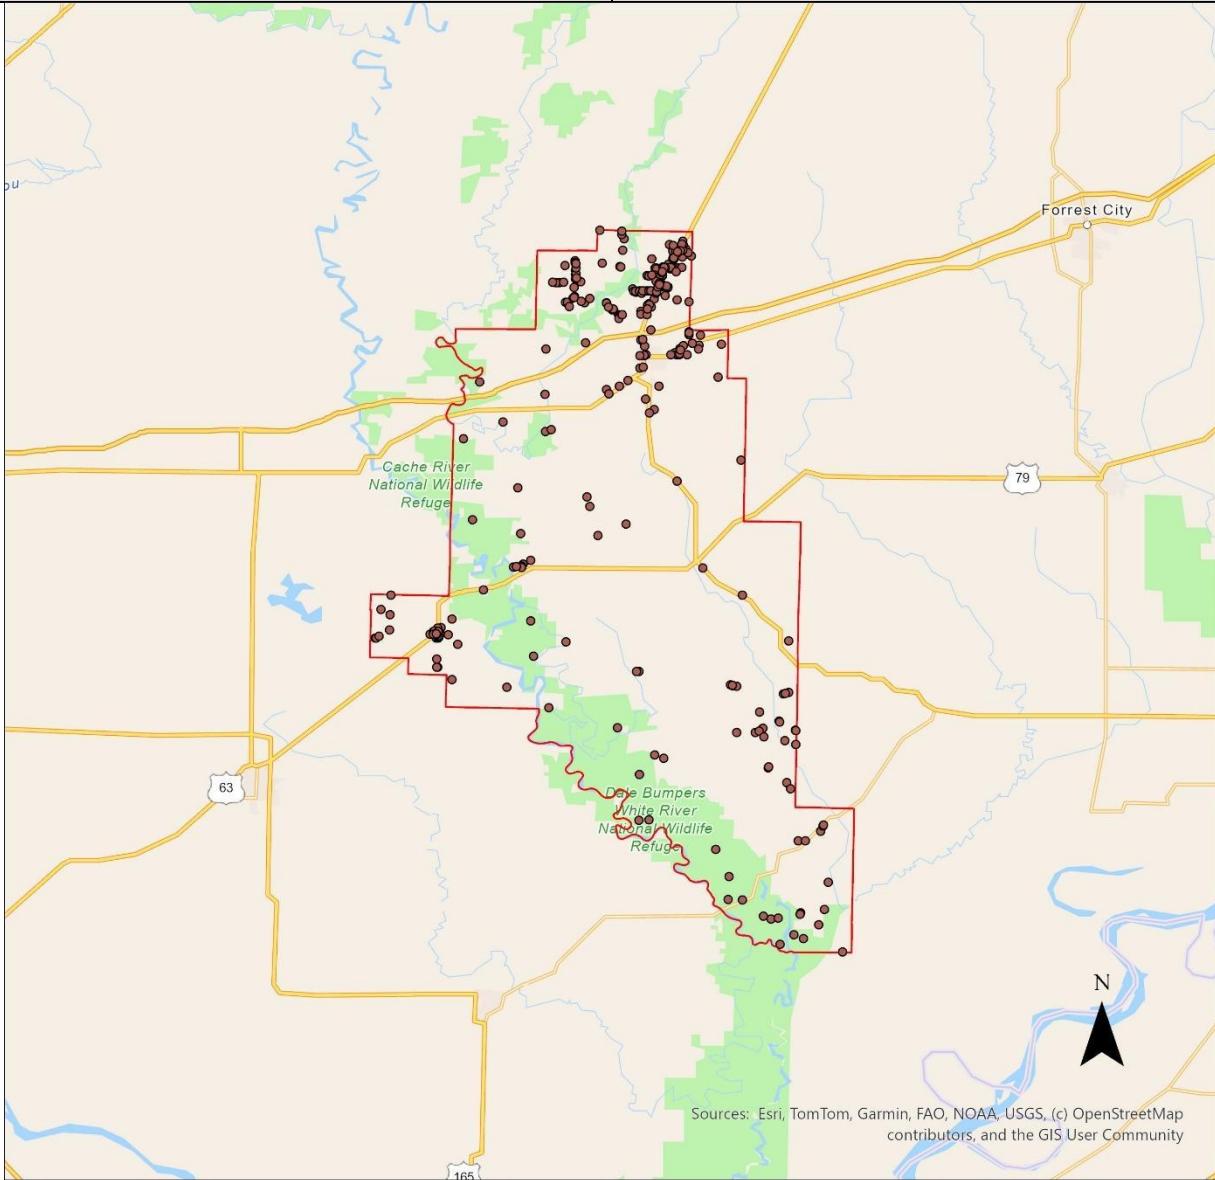 ou
Forrest City
Cache River
National Wildlife
Refuge
79
63
Dale Bumpers
White River
National Wildlife
Refuge
N
Sources: Esri, TomTom, Garmin, FAO, NOAA, USGS, (c) OpenStreetMap
contributors, and the GIS User Community
165